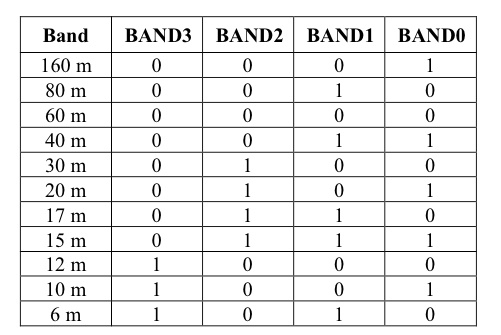 Band BAND3 BAND2 BAND1 BAND0
160 m 0 0 0 1
80 m 0 0 1 0
60 m 0 0 0 0
40 m 0 0 1 1
30 m 0 1 0 0
20 m 0 1 0 1
17 m 0 1 1 0
15 m 0 1 1 1
12 m 1 0 0 0
10 m 1 0 0 1
6 m 1 0 1 0